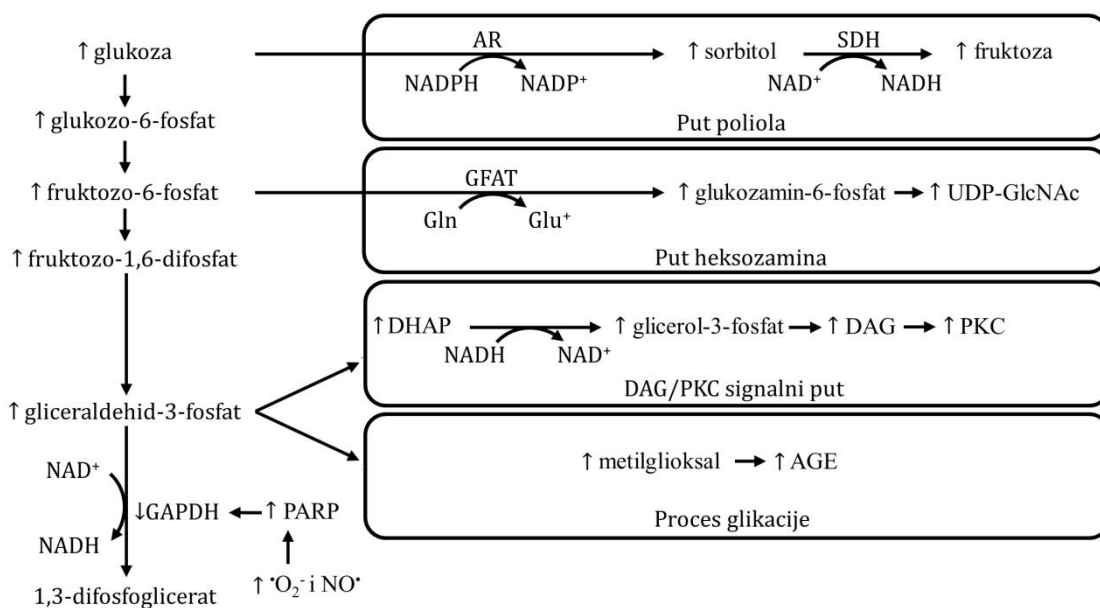 ↑ glukoza
↑ glukozo-6-fosfat
↑ fruktozo-6-fosfat
↑ fruktozo-1,6-difosfat
↑ gliceraldehid-3-fosfat
NAD⁺
↓GAPDH
↑ PARP
NADH
↑ •O₂⁻ i NO•
1,3-difosfoglicerat
AR
NADPH NADP⁺
↑ sorbitol
SDH
NAD⁺ NADH
↑ fruktoza
Put poliola
GFAT
Gln Glu⁺
↑ glukozamin-6-fosfat
↑ UDP-GlcNAc
Put heksozamina
↑ DHAP
NADH NAD⁺
↑ glicerol-3-fosfat
↑ DAG
↑ PKC
DAG/PKC signalni put
↑ metilglioksal
↑ AGE
Proces glikacije